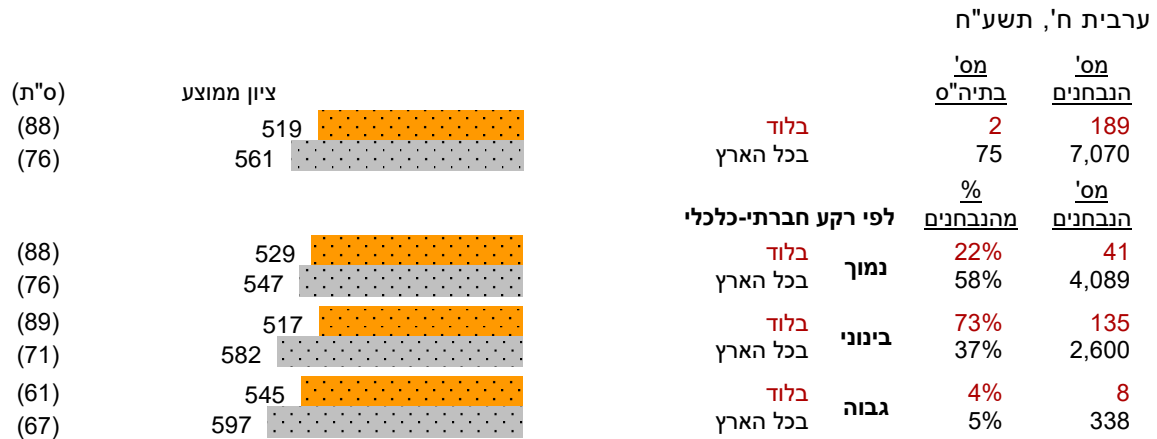 ערבית ח', תשע"ח
מס' הנבחנים מס' בתיה"ס ציון ממוצע (ס"ת)
189 2 בלוד 519 (88)
7,070 75 בכל הארץ 561 (76)
מס' הנבחנים % מהנבחנים לפי רקע חברתי-כלכלי
41 22% נמוך בלוד 529 (88)
4,089 58% בכל הארץ 547 (76)
135 73% בינוני בלוד 517 (89)
2,600 37% בכל הארץ 582 (71)
8 4% גבוה בלוד 545 (61)
338 5% בכל הארץ 597 (67)